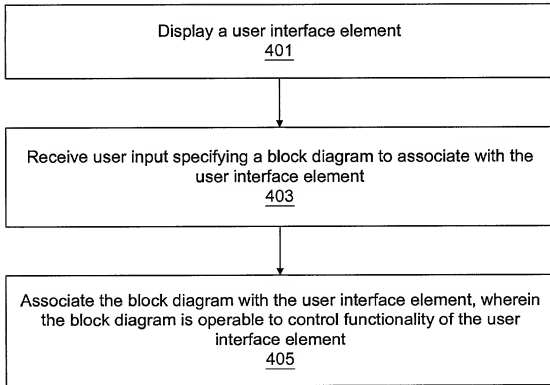 Display a user interface element
401
Receive user input specifying a block diagram to associate with the
user interface element
403
Associate the block diagram with the user interface element, wherein
the block diagram is operable to control functionality of the user
interface element
405